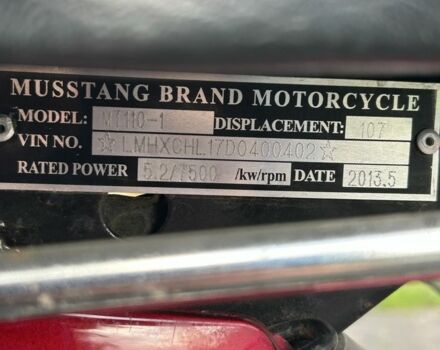 MUSSTANG BRAND MOTORCYCLE
MODEL: DISPLACEMENT: 107
VIN NO. ☆LMHXCHL17D0400402☆
RATED POWER 5.2/7500 /kw/rpm DATE 2013.5